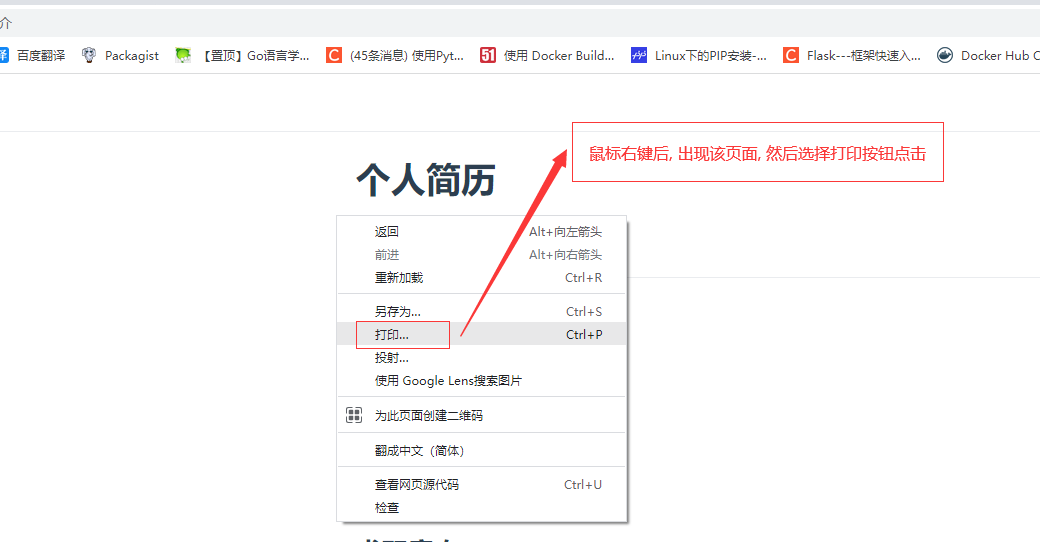 介
百度翻译
Packagist
【置顶】Go语言学...
(45条消息) 使用Pyt...
使用 Docker Build...
Linux下的PIP安装-...
Flask---框架快速入...
Docker Hub
鼠标右键后, 出现该页面, 然后选择打印按钮点击
个人简历
返回 Alt+向左箭头
前进 Alt+向右箭头
重新加载 Ctrl+R
另存为... Ctrl+S
打印... Ctrl+P
投射...
使用 Google Lens搜索图片
为此页面创建二维码
翻成中文（简体）
查看网页源代码 Ctrl+U
检查